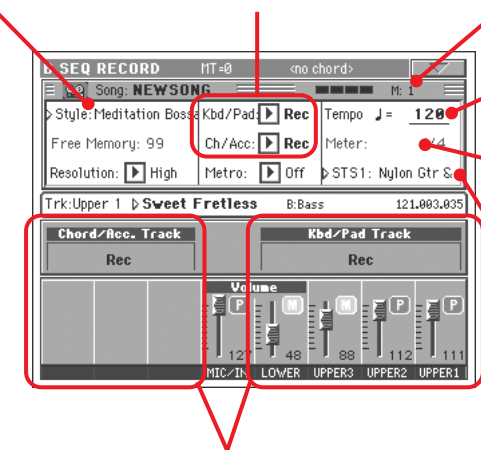 SEQ RECORD MT=0 <no chord>
Song: NEWSONG M: 1
Style: Meditation Bossa Kbd/Pad: Rec Tempo ♩= 120
Free Memory: 99 Ch/Acc: Rec Meter: /4
Resolution: High Metro: Off STS1: Nylon Gtr &
Trk:Upper 1 Sweet Fretless B:Bass 121.003.035
Chord/Acc. Track Kbd/Pad Track
Rec Rec
Volume
P M M P P
127 48 88 112 111
MIC/IN LOWER UPPER3 UPPER2 UPPER1